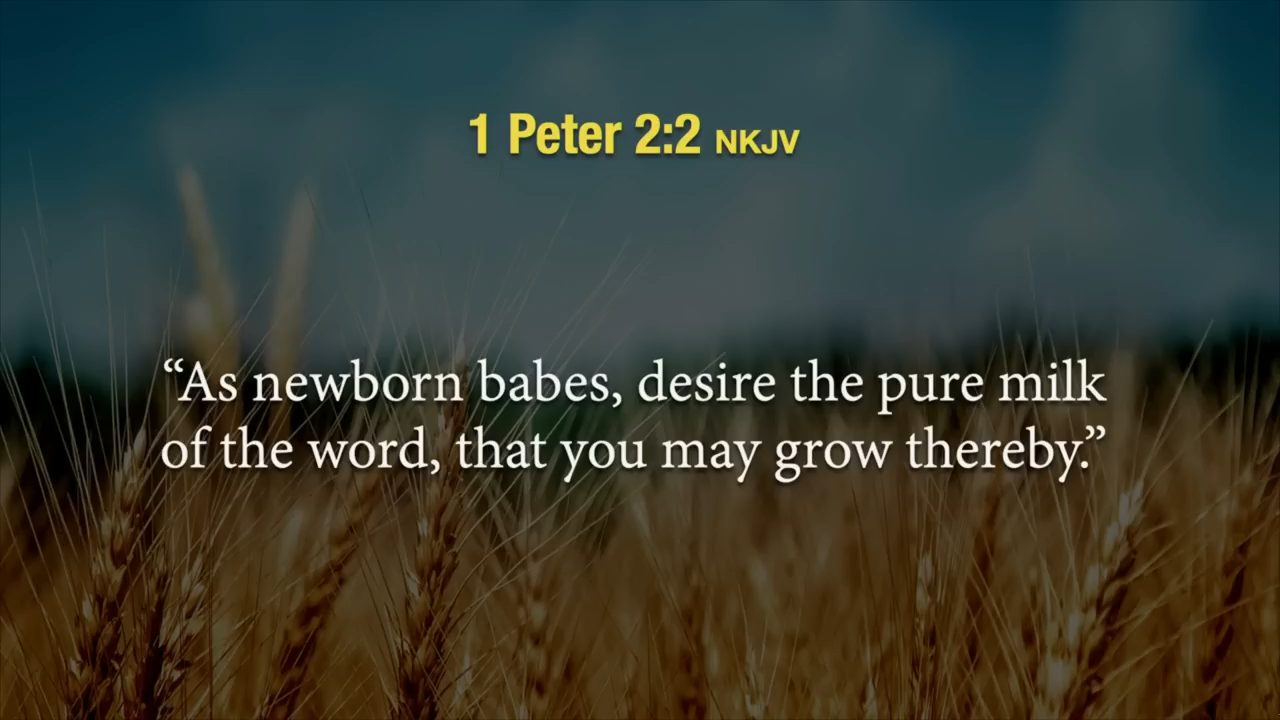 1 Peter 2:2 NKJV
“As newborn babes, desire the pure milk
of the word, that you may grow thereby.”